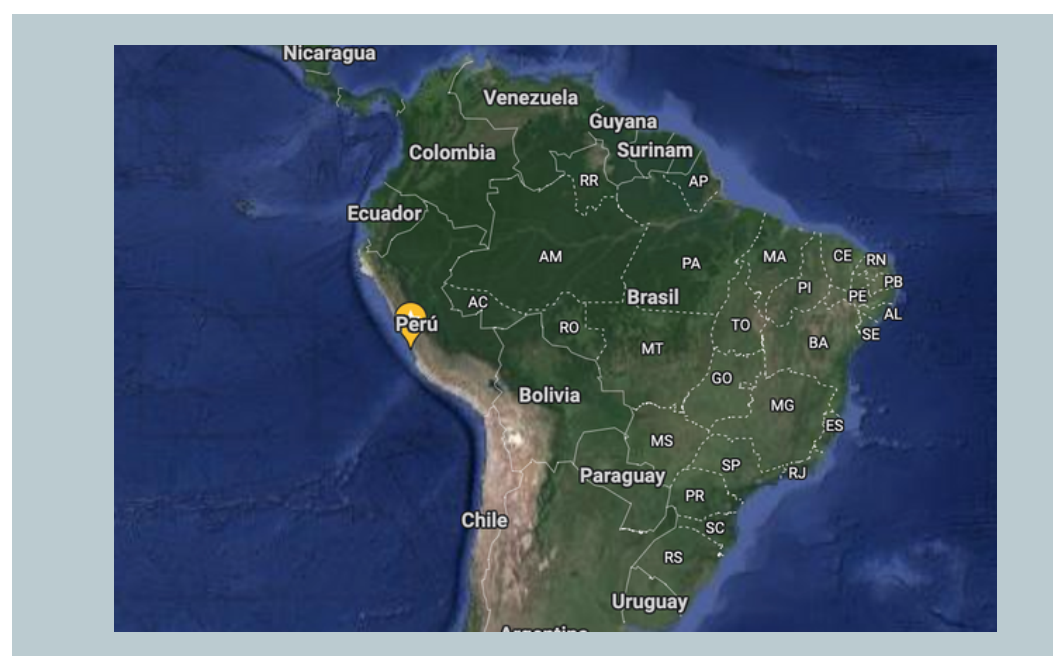 Nicaragua
Venezuela
Guyana
Colombia
Surinam
RR
AP
Ecuador
AM
PA
MA
CE
RN
PB
PI
PE
AC
Brasil
AL
Perú
RO
TO
SE
MT
BA
GO
Bolivia
MG
ES
MS
SP
RJ
Paraguay
PR
Chile
SC
RS
Uruguay
Argentina